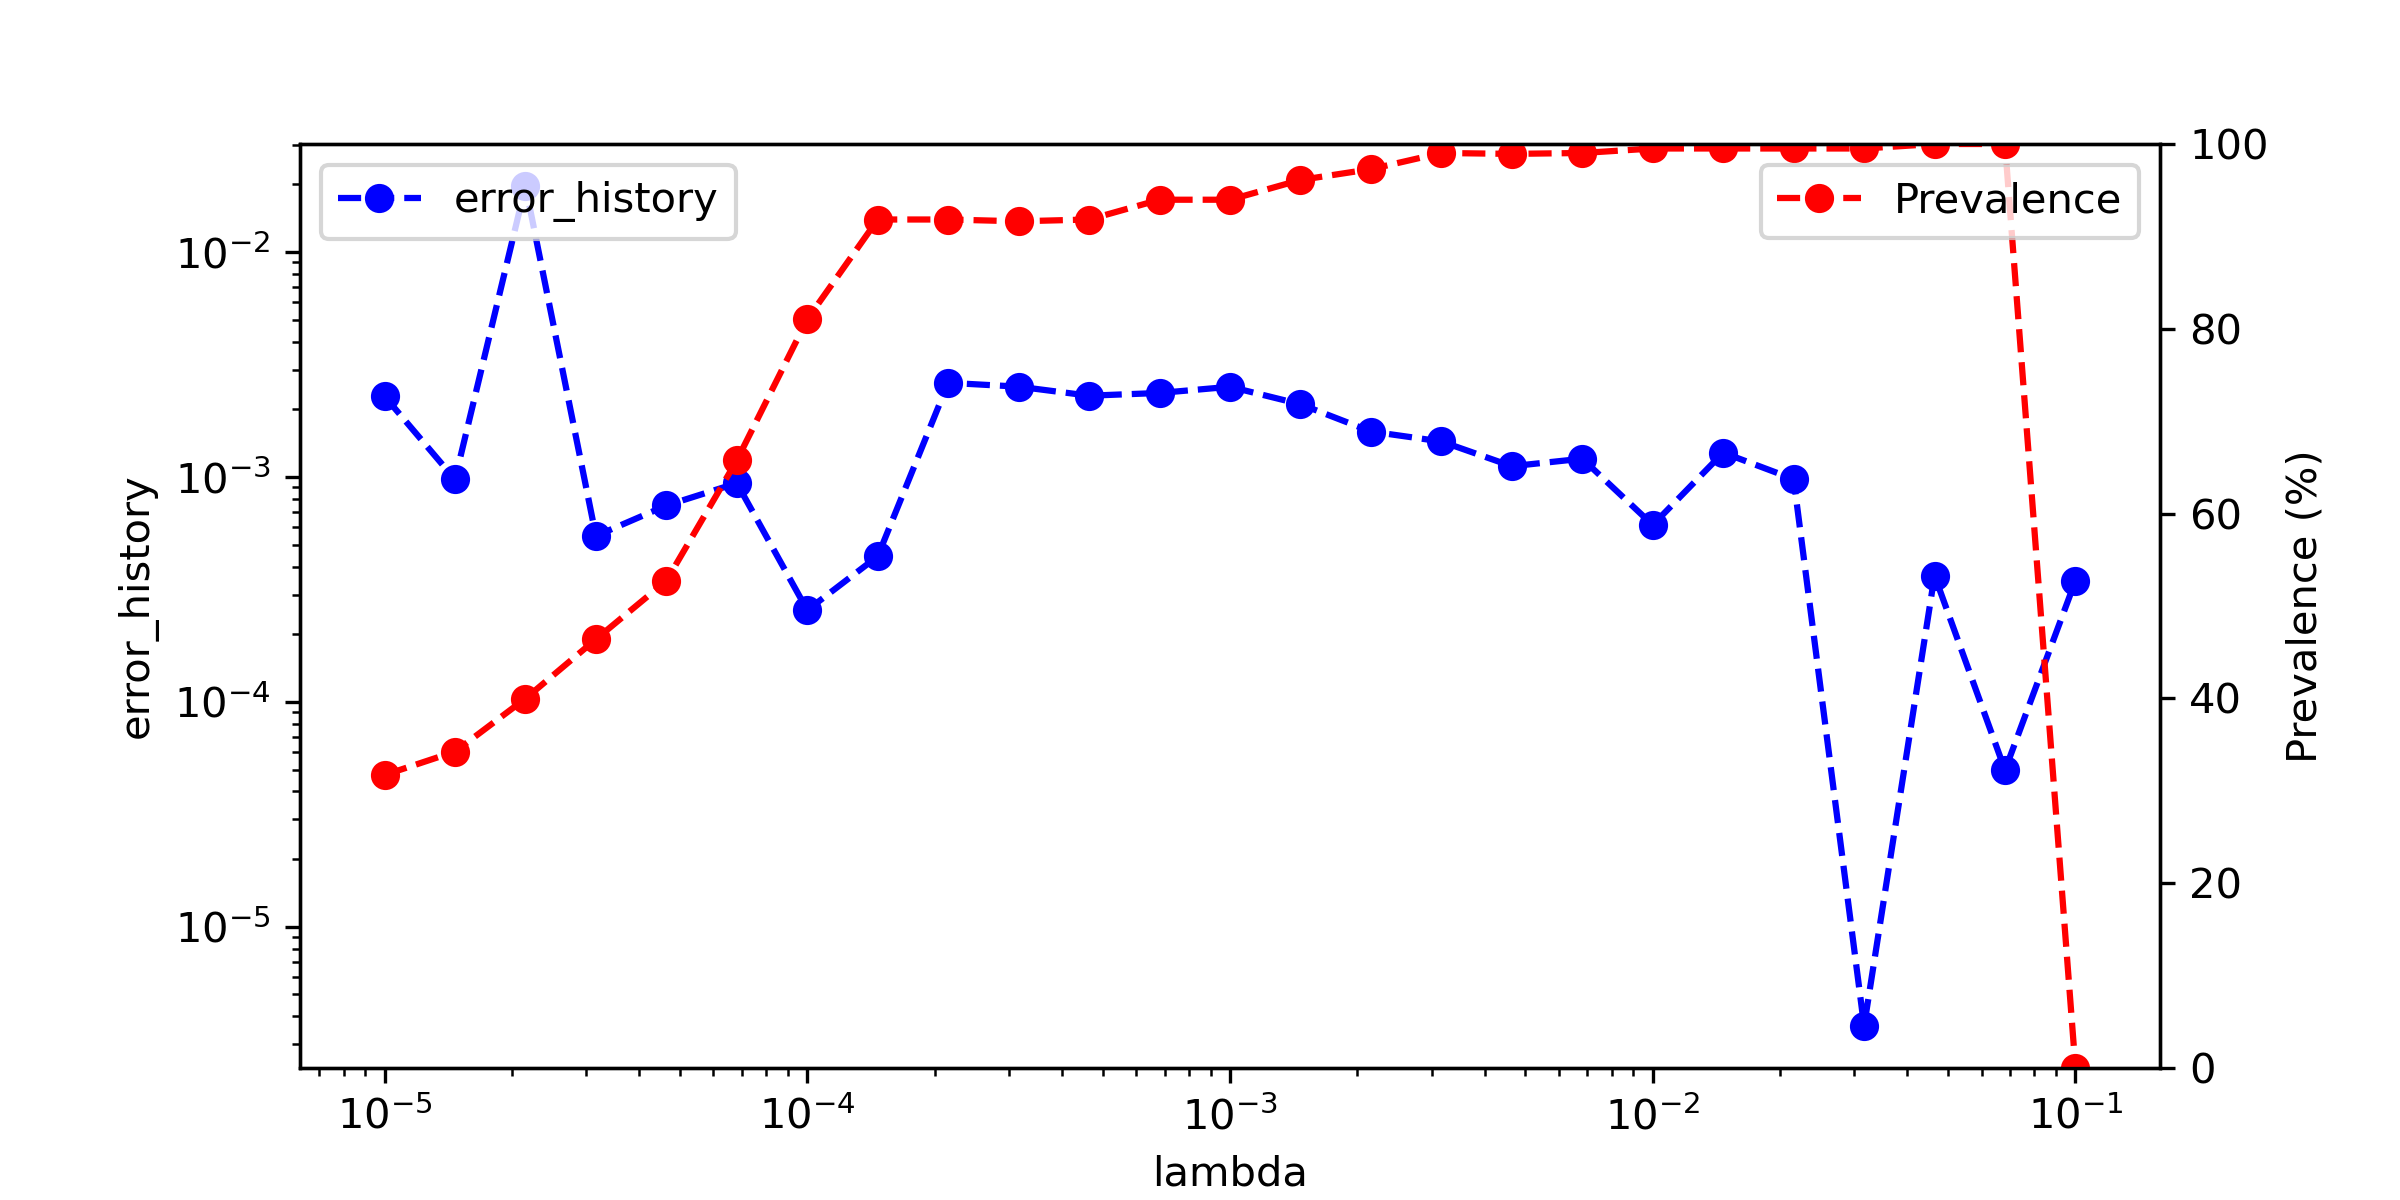 error_history
Prevalence
10⁻²
10⁻³
10⁻⁴
10⁻⁵
error_history
100
80
60
40
20
0
Prevalence (%)
10⁻⁵ 10⁻⁴ 10⁻³ 10⁻² 10⁻¹
lambda